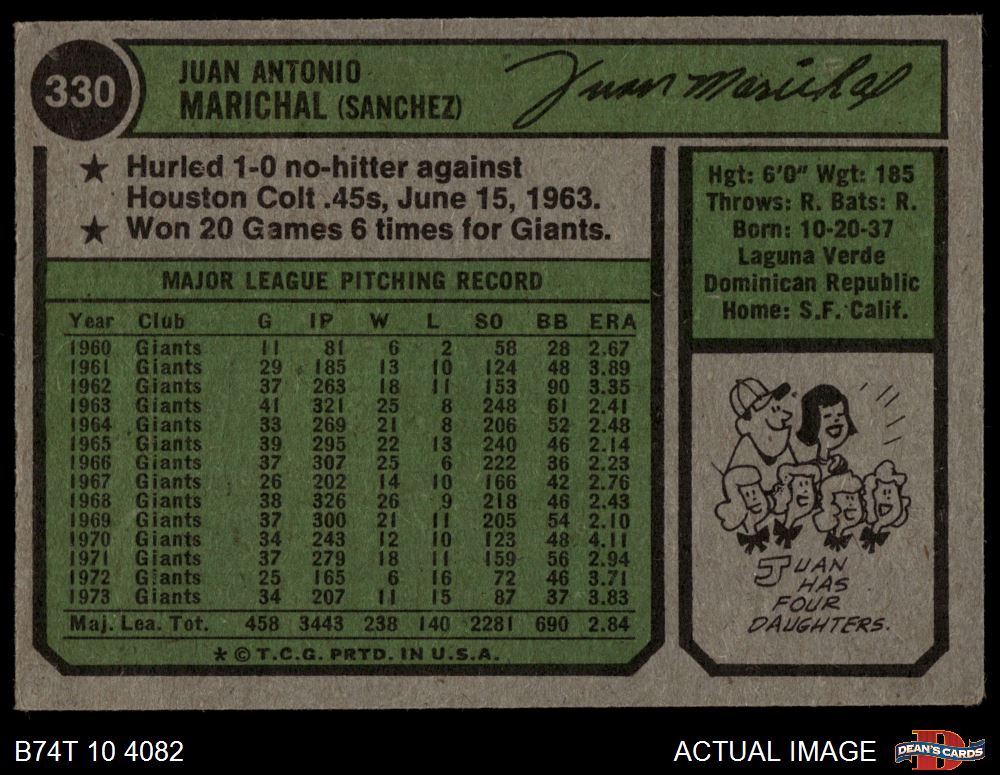 330
JUAN ANTONIO
MARICHAL (SANCHEZ)
Juan Marichal
★ Hurled 1-0 no-hitter against
Houston Colt .45s, June 15, 1963.
★ Won 20 Games 6 times for Giants.
MAJOR LEAGUE PITCHING RECORD
Year Club G IP W L SO BB ERA
1960 Giants 11 81 6 2 58 28 2.67
1961 Giants 29 185 13 10 124 48 3.89
1962 Giants 37 263 18 11 153 90 3.35
1963 Giants 41 321 25 8 248 61 2.41
1964 Giants 33 269 21 8 206 52 2.48
1965 Giants 39 295 22 13 240 46 2.14
1966 Giants 37 307 25 6 222 36 2.23
1967 Giants 26 202 14 10 166 42 2.76
1968 Giants 38 326 26 9 218 46 2.43
1969 Giants 37 300 21 11 205 54 2.10
1970 Giants 34 243 12 10 123 48 4.11
1971 Giants 37 279 18 11 159 56 2.94
1972 Giants 25 165 6 16 72 46 3.71
1973 Giants 34 207 11 15 87 37 3.83
Maj. Lea. Tot. 458 3443 238 140 2281 690 2.84
★ © T.C.G. PRTD. IN U.S.A.
Hgt: 6'0" Wgt: 185
Throws: R. Bats: R.
Born: 10-20-37
Laguna Verde
Dominican Republic
Home: S.F. Calif.
JUAN
HAS
FOUR
DAUGHTERS.
B74T 10 4082
ACTUAL IMAGE
DEAN'S CARDS